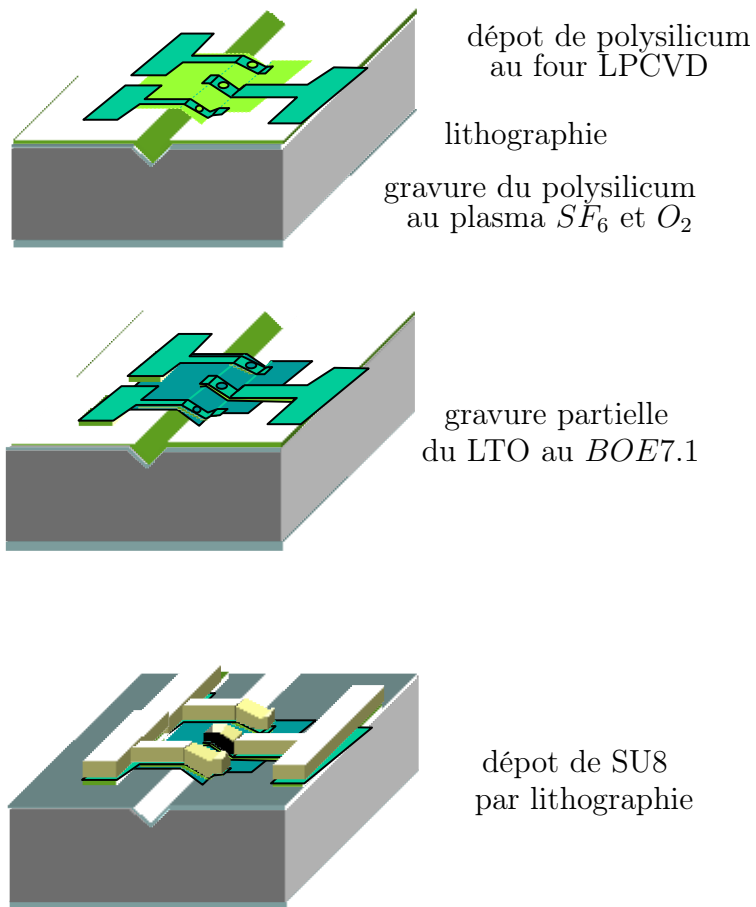 dépot de polysilicum
au four LPCVD
lithographie
gravure du polysilicum
au plasma SF₆ et O₂
gravure partielle
du LTO au BOE7.1
dépot de SU8
par lithographie